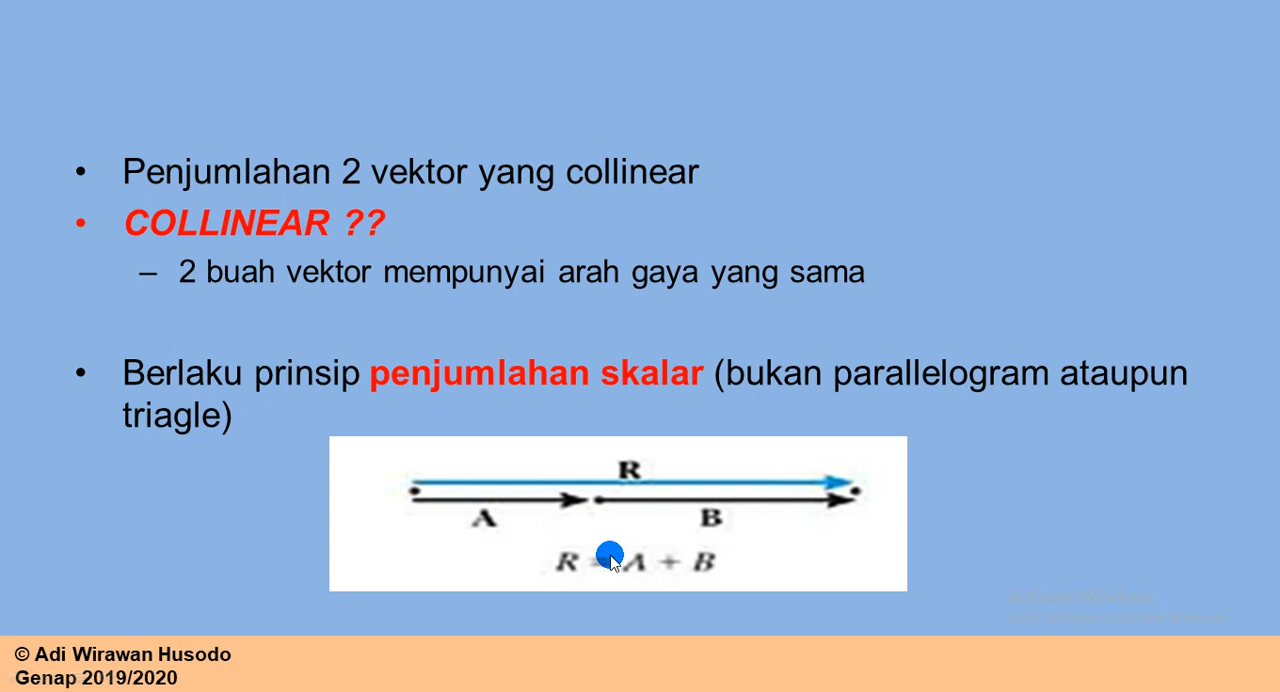 • Penjumlahan 2 vektor yang collinear
• COLLINEAR ??
– 2 buah vektor mempunyai arah gaya yang sama
• Berlaku prinsip penjumlahan skalar (bukan parallelogram ataupun
triagle)
R
A B
R = A + B
© Adi Wirawan Husodo
Genap 2019/2020